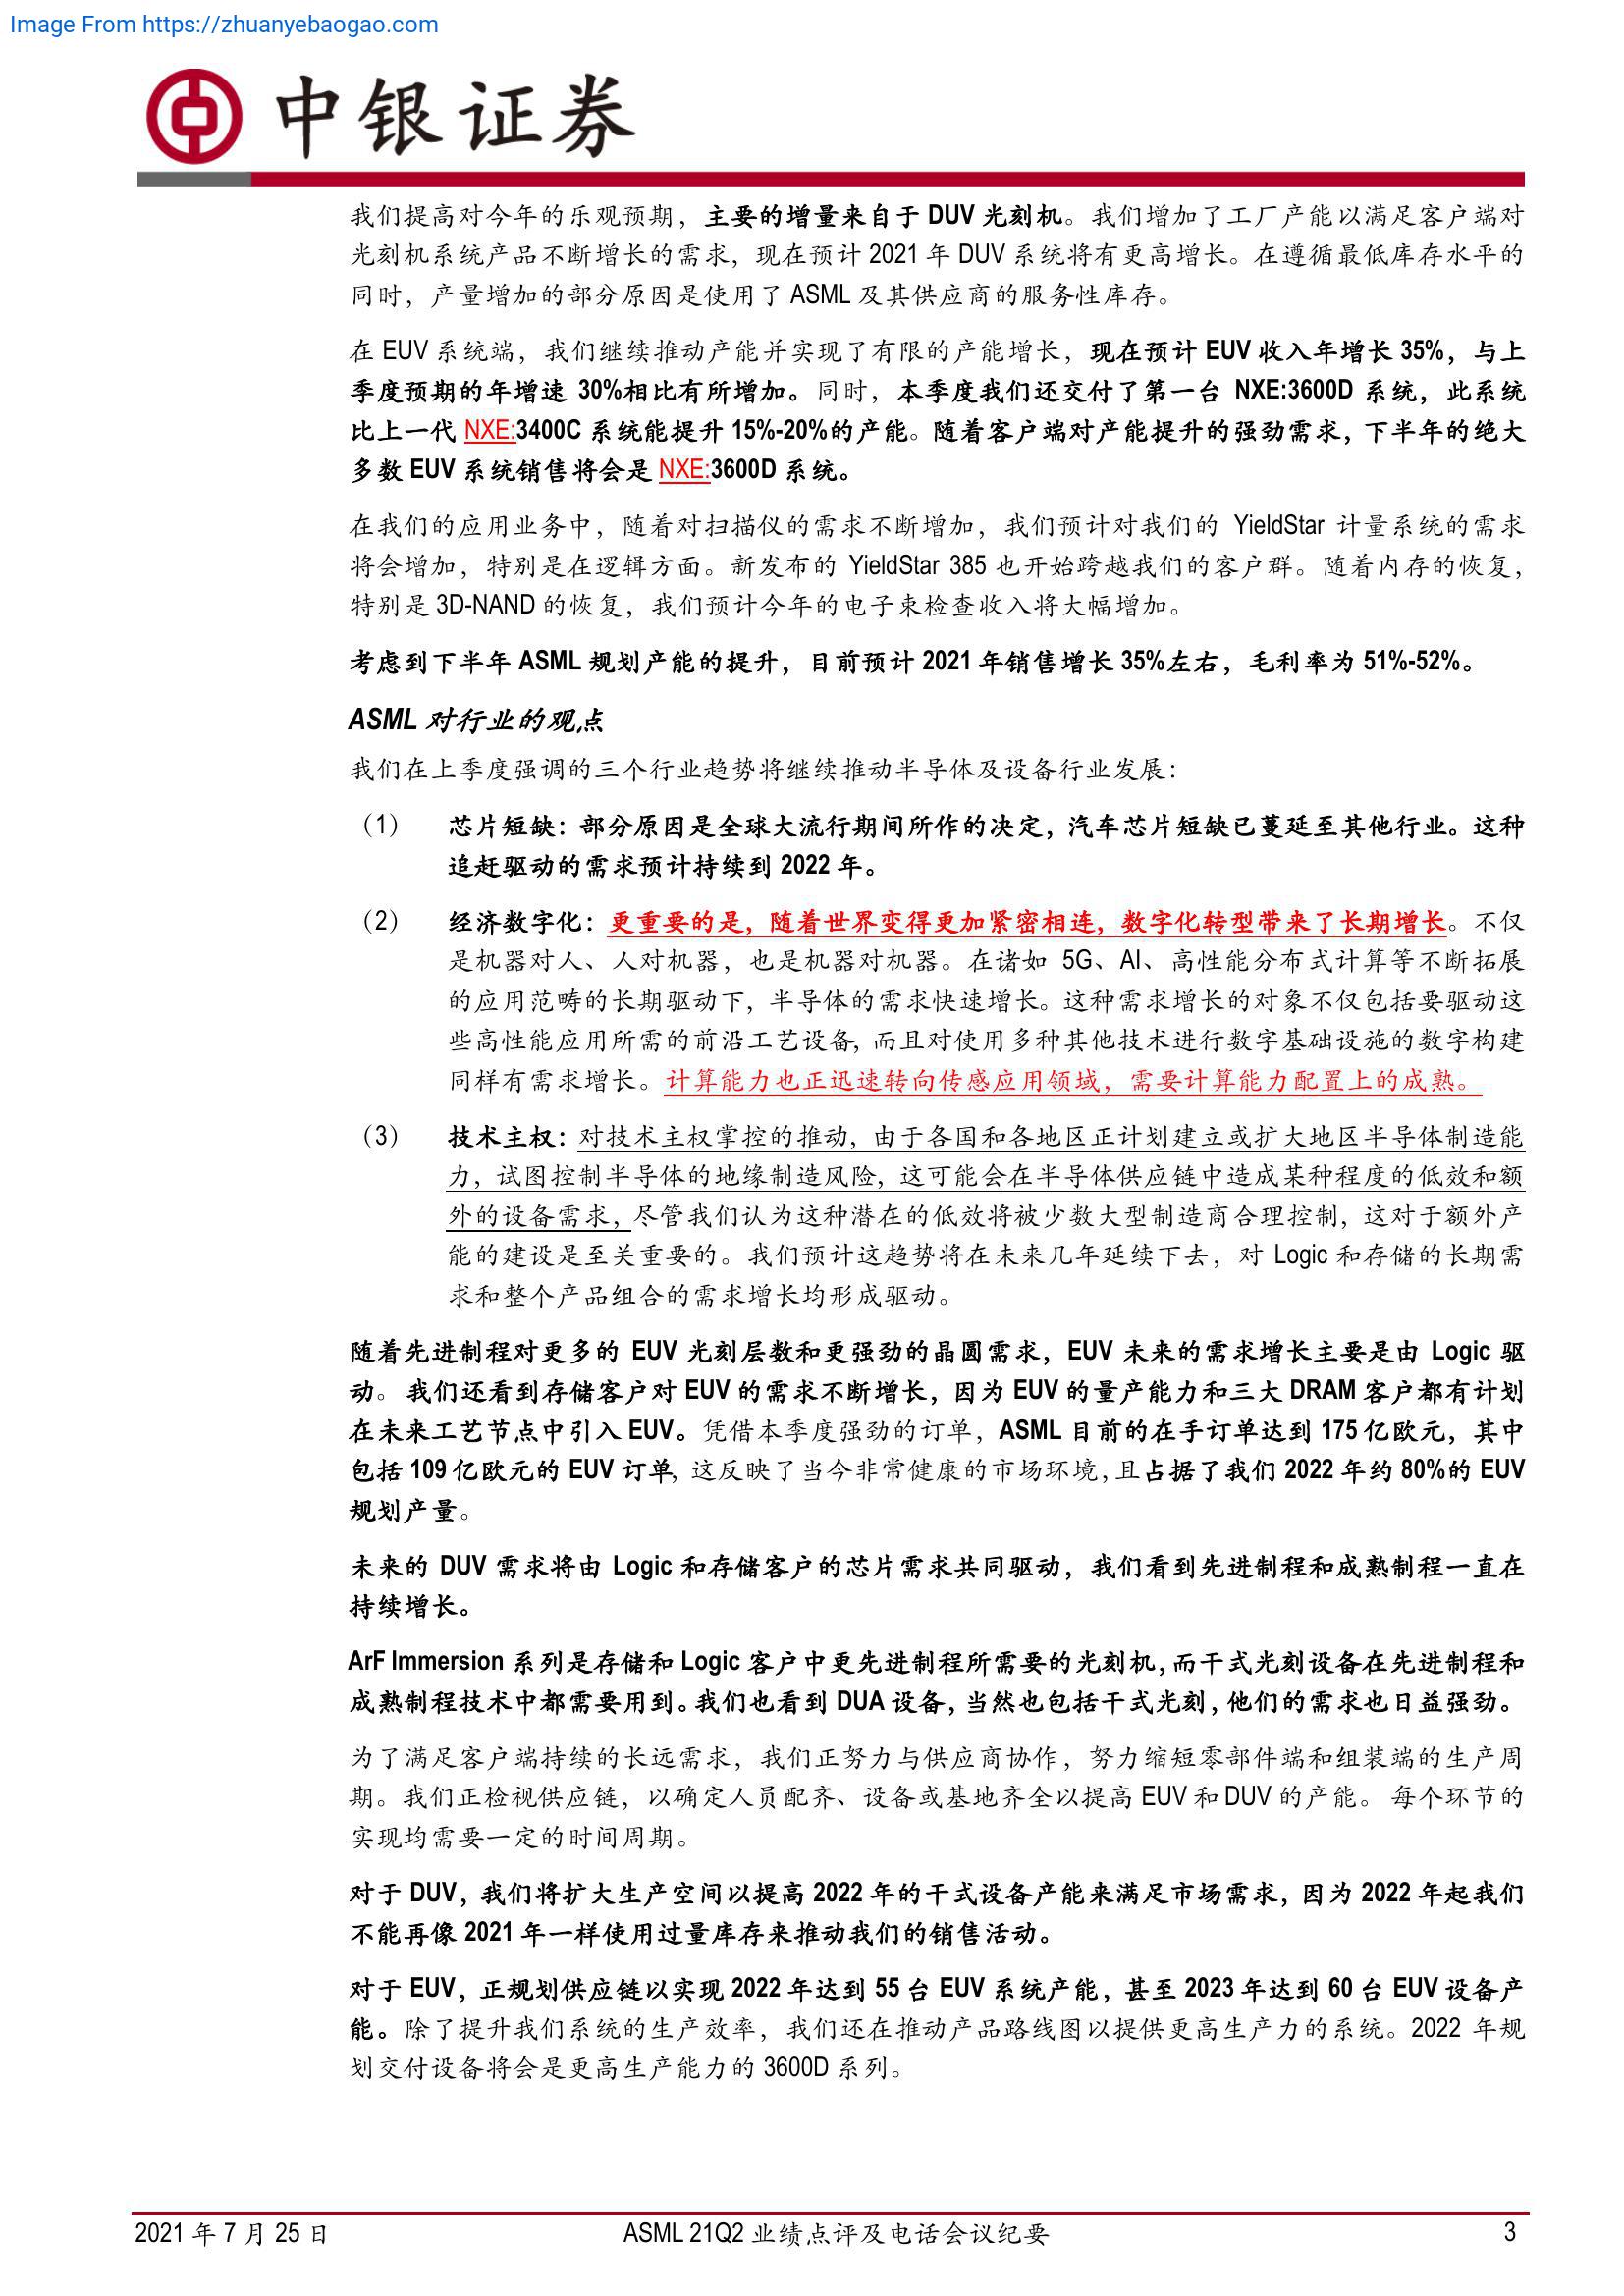 Image From https://zhuanyebaogao.com
中银证券
我们提高对今年的乐观预期，主要的增量来自于 DUV 光刻机。我们增加了工厂产能以满足客户端对
光刻机系统产品不断增长的需求，现在预计 2021 年 DUV 系统将有更高增长。在遵循最低库存水平的
同时，产量增加的部分原因是使用了 ASML 及其供应商的服务性库存。
在 EUV 系统端，我们继续推动产能并实现了有限的产能增长，现在预计 EUV 收入年增长 35%，与上
季度预期的年增速 30%相比有所增加。同时，本季度我们还交付了第一台 NXE:3600D 系统，此系统
比上一代 NXE:3400C 系统能提升 15%-20%的产能。随着客户端对产能提升的强劲需求，下半年的绝大
多数 EUV 系统销售将会是 NXE:3600D 系统。
在我们的应用业务中，随着对扫描仪的需求不断增加，我们预计对我们的 YieldStar 计量系统的需求
将会增加，特别是在逻辑方面。新发布的 YieldStar 385 也开始跨越我们的客户群。随着内存的恢复，
特别是 3D-NAND 的恢复，我们预计今年的电子束检查收入将大幅增加。
考虑到下半年 ASML 规划产能的提升，目前预计 2021 年销售增长 35%左右，毛利率为 51%-52%。
ASML 对行业的观点
我们在上季度强调的三个行业趋势将继续推动半导体及设备行业发展：
（1） 芯片短缺：部分原因是全球大流行期间所作的决定，汽车芯片短缺已蔓延至其他行业。这种
追赶驱动的需求预计持续到 2022 年。
（2） 经济数字化：更重要的是，随着世界变得更加紧密相连，数字化转型带来了长期增长。不仅
是机器对人、人对机器，也是机器对机器。在诸如 5G、AI、高性能分布式计算等不断拓展
的应用范畴的长期驱动下，半导体的需求快速增长。这种需求增长的对象不仅包括要驱动这
些高性能应用所需的前沿工艺设备，而且对使用多种其他技术进行数字基础设施的数字构建
同样有需求增长。计算能力也正迅速转向传感应用领域，需要计算能力配置上的成熟。
（3） 技术主权：对技术主权掌控的推动，由于各国和各地区正计划建立或扩大地区半导体制造能
力，试图控制半导体的地缘制造风险，这可能会在半导体供应链中造成某种程度的低效和额
外的设备需求，尽管我们认为这种潜在的低效将被少数大型制造商合理控制，这对于额外产
能的建设是至关重要的。我们预计这趋势将在未来几年延续下去，对 Logic 和存储的长期需
求和整个产品组合的需求增长均形成驱动。
随着先进制程对更多的 EUV 光刻层数和更强劲的晶圆需求，EUV 未来的需求增长主要是由 Logic 驱
动。 我们还看到存储客户对 EUV 的需求不断增长，因为 EUV 的量产能力和三大 DRAM 客户都有计划
在未来工艺节点中引入 EUV。凭借本季度强劲的订单，ASML 目前的在手订单达到 175 亿欧元，其中
包括 109 亿欧元的 EUV 订单，这反映了当今非常健康的市场环境，且占据了我们 2022 年约 80%的 EUV
规划产量。
未来的 DUV 需求将由 Logic 和存储客户的芯片需求共同驱动，我们看到先进制程和成熟制程一直在
持续增长。
ArF Immersion 系列是存储和 Logic 客户中更先进制程所需要的光刻机，而干式光刻设备在先进制程和
成熟制程技术中都需要用到。我们也看到 DUA 设备，当然也包括干式光刻，他们的需求也日益强劲。
为了满足客户端持续的长远需求，我们正努力与供应商协作，努力缩短零部件端和组装端的生产周
期。我们正检视供应链，以确定人员配齐、设备或基地齐全以提高 EUV 和 DUV 的产能。 每个环节的
实现均需要一定的时间周期。
对于 DUV，我们将扩大生产空间以提高 2022 年的干式设备产能来满足市场需求，因为 2022 年起我们
不能再像 2021 年一样使用过量库存来推动我们的销售活动。
对于 EUV，正规划供应链以实现 2022 年达到 55 台 EUV 系统产能，甚至 2023 年达到 60 台 EUV 设备产
能。除了提升我们系统的生产效率，我们还在推动产品路线图以提供更高生产力的系统。2022 年规
划交付设备将会是更高生产能力的 3600D 系列。
2021 年 7 月 25 日 ASML 21Q2 业绩点评及电话会议纪要 3